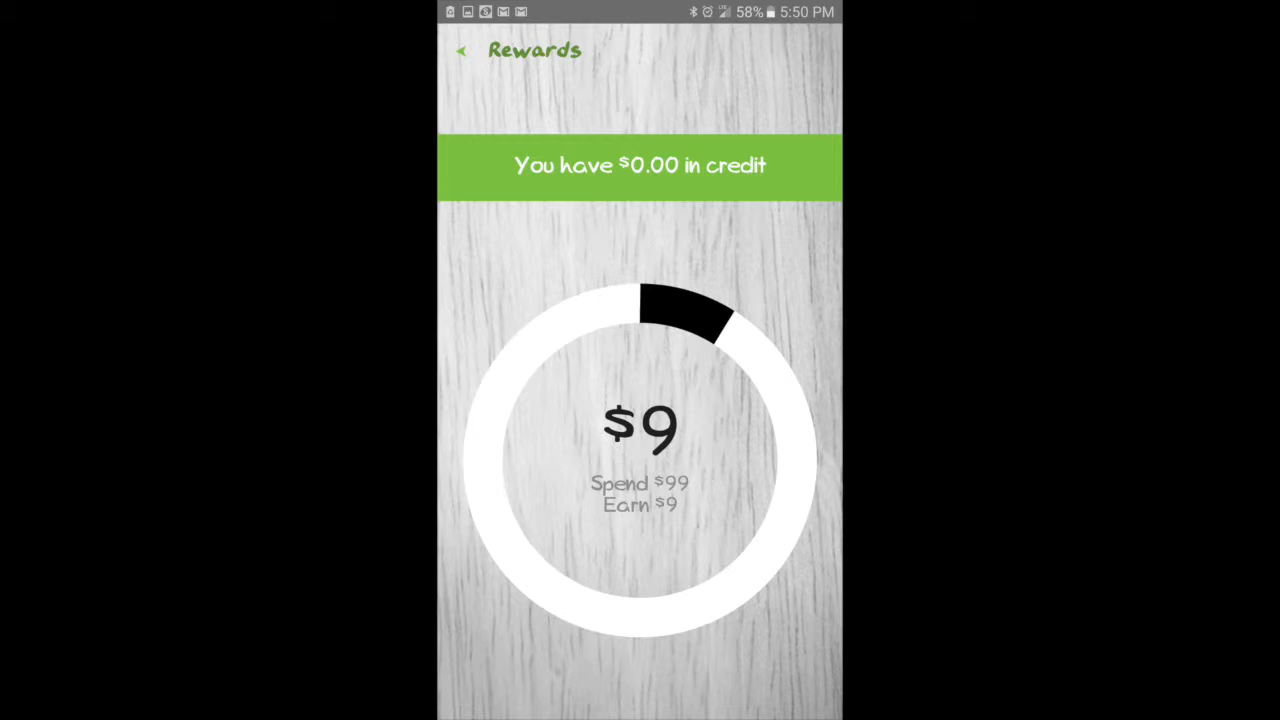 58% 5:50 PM
Rewards
You have $0.00 in credit
$9
Spend $99
Earn $9